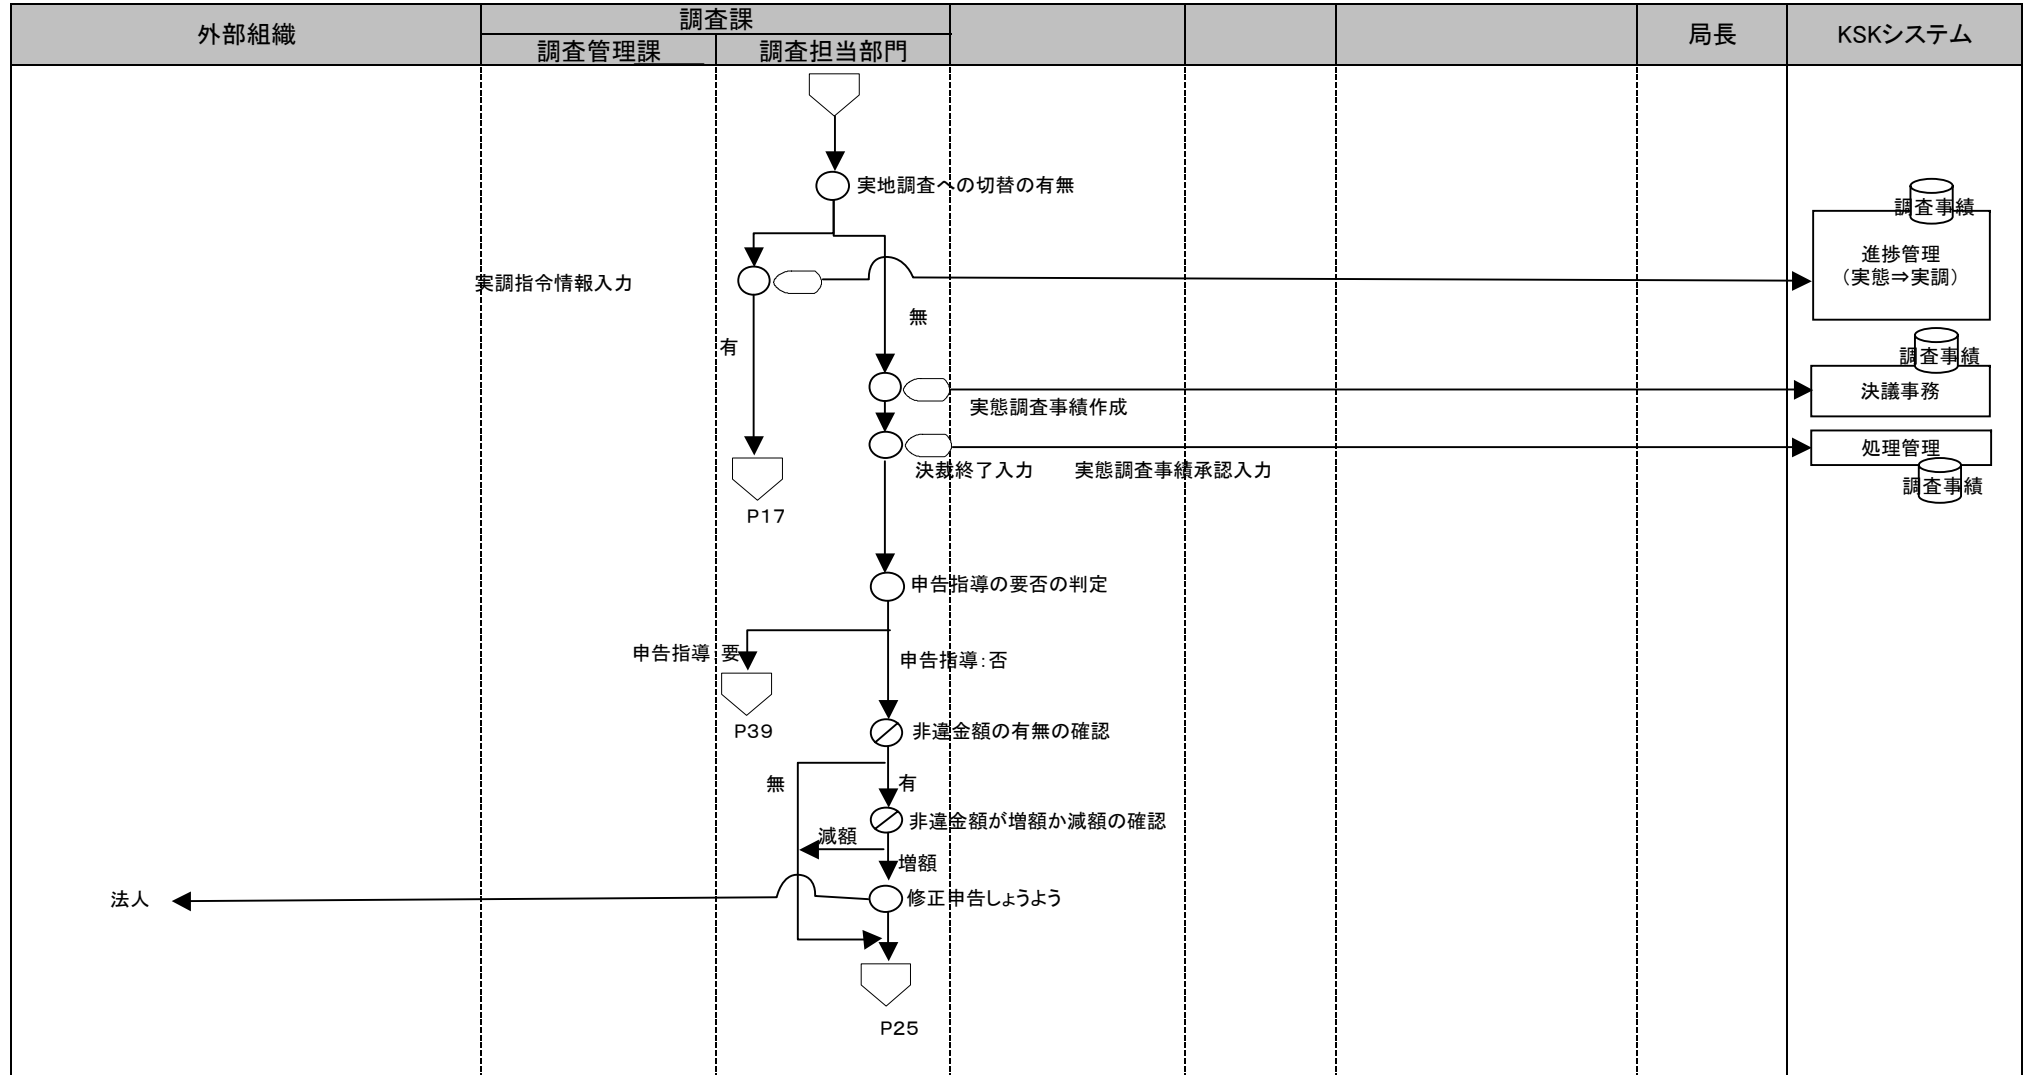 外部組織
調査課
調査管理課
調査担当部門
局長
KSKシステム
実地調査への切替の有無
調査事績
進捗管理
（実態⇒実調）
実調指令情報入力
無
有
調査事績
決議事務
実態調査事績作成
処理管理
決裁終了入力
実態調査事績承認入力
調査事績
P17
申告指導の要否の判定
申告指導 要
申告指導：否
P39
非違金額の有無の確認
無
有
非違金額が増額か減額の確認
減額
増額
法人
修正申告しょうよう
P25